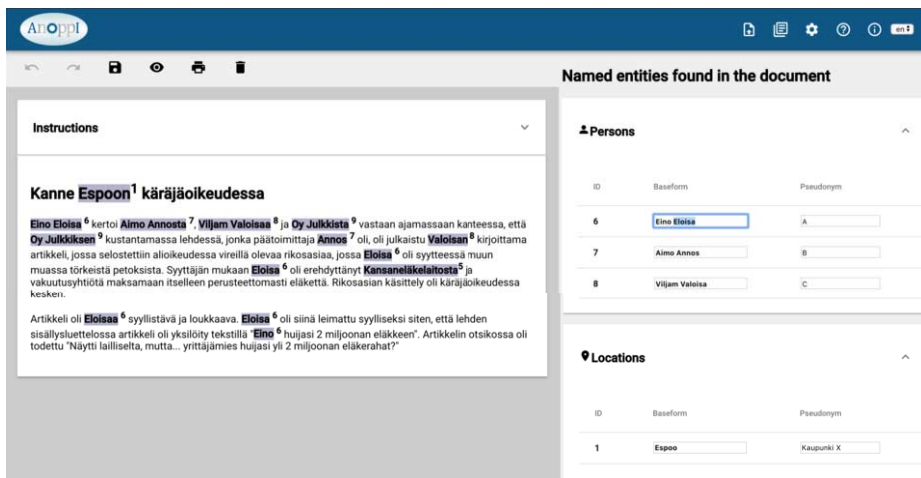 AnOppI
en
Named entities found in the document
Instructions
Kanne Espoon1 käräjäoikeudessa
Eino Eloisa 6 kertoi Aimo Annosta 7, Viljam Valoisaa 8 ja Oy Julkkista 9 vastaan ajamassaan kanteessa, että
Oy Julkkiksen 9 kustantamassa lehdessä, jonka päätoimittaja Annos 7 oli, oli julkaistu Valoisan 8 kirjoittama
artikkeli, jossa selostettiin alioikeudessa vireillä olevaa rikosasiaa, jossa Eloisa 6 oli syytteessä muun
muassa törkeistä petoksista. Syyttäjän mukaan Eloisa 6 oli erehdyttänyt Kansaneläkelaitosta5 ja
vakuutusyhtiötä maksamaan itselleen perusteettomasti eläkettä. Rikosasian käsittely oli käräjäoikeudessa
kesken.
Artikkeli oli Eloisaa 6 syyllistävä ja loukkaava. Eloisa 6 oli siinä leimattu syylliseksi siten, että lehden
sisällysluettelossa artikkeli oli yksilöity tekstillä "Eino 6 huijasi 2 miljoonan eläkkeen". Artikkelin otsikossa oli
todettu "Näytti lailliselta, mutta... yrittäjämies huijasi yli 2 miljoonan eläkerahat?"
Persons
ID Baseform Pseudonym
6 Eino Eloisa A
7 Aimo Annos B
8 Viljam Valoisa C
Locations
ID Baseform Pseudonym
1 Espoo Kaupunki X